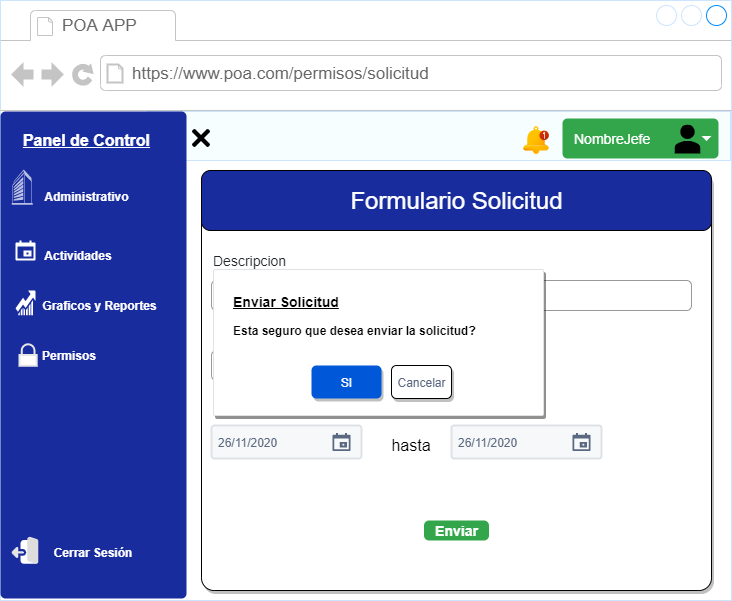 POA APP
https://www.poa.com/permisos/solicitud
Panel de Control
1
NombreJefe
Administrativo
Actividades
Graficos y Reportes
Permisos
Cerrar Sesión
Formulario Solicitud
Descripcion
Enviar Solicitud
Esta seguro que desea enviar la solicitud?
SI
Cancelar
26/11/2020
hasta
26/11/2020
Enviar